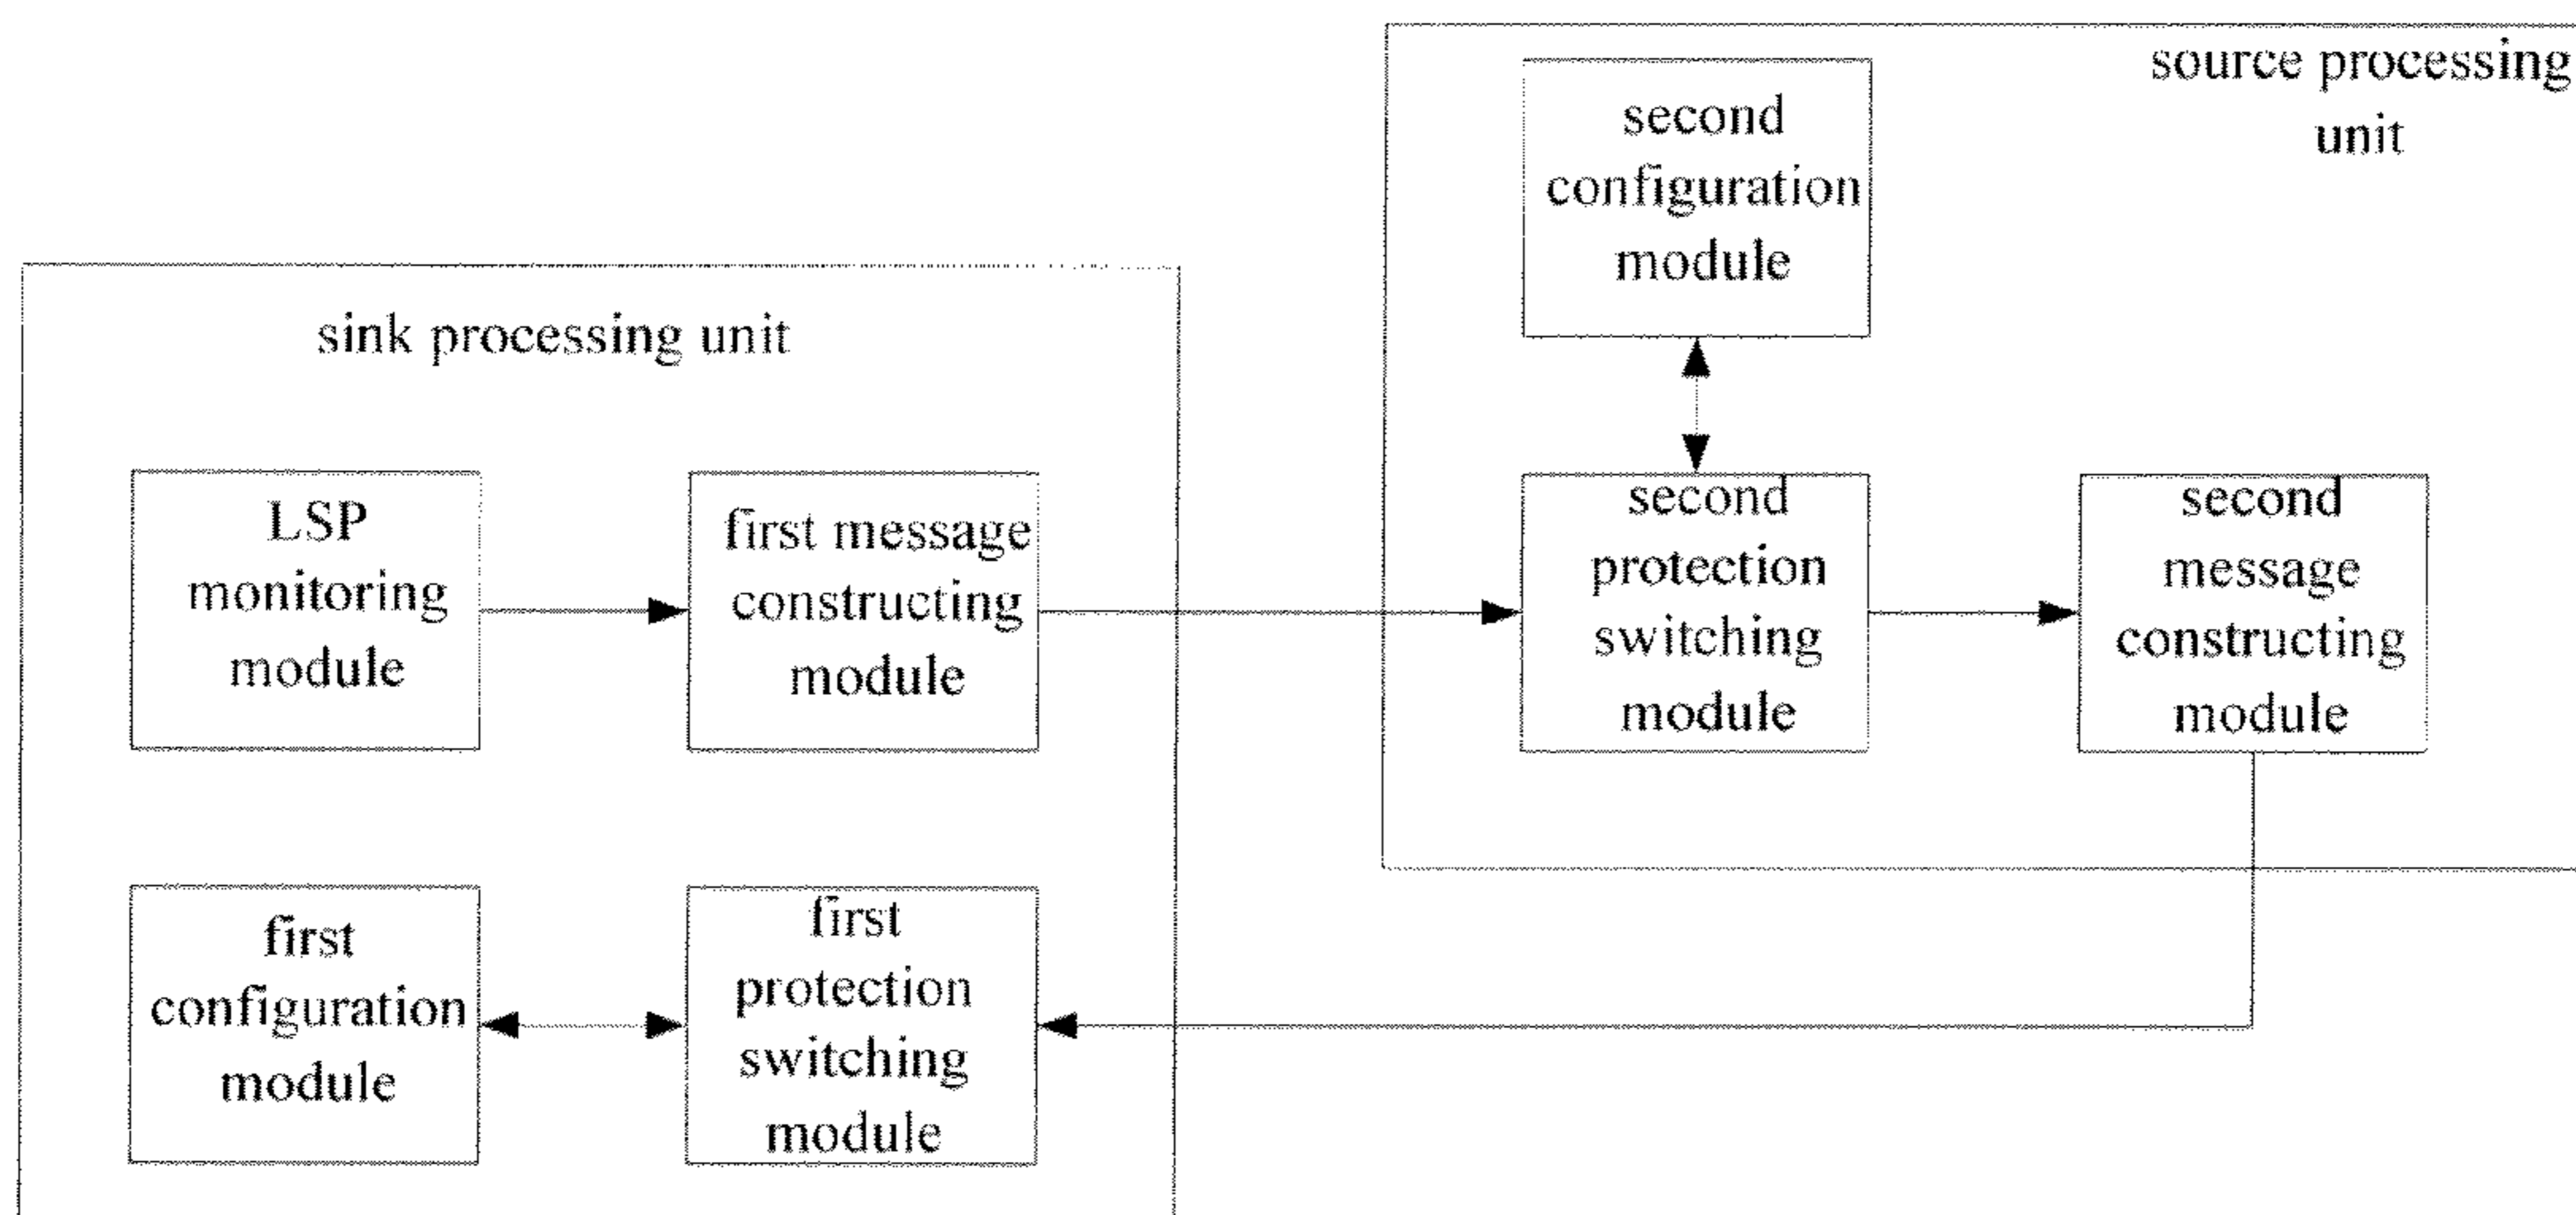 source processing
unit
second
configuration
module
sink processing unit
LSP
monitoring
module
first message
constructing
module
second
protection
switching
module
second
message
constructing
module
first
configuration
module
first
protection
switching
module